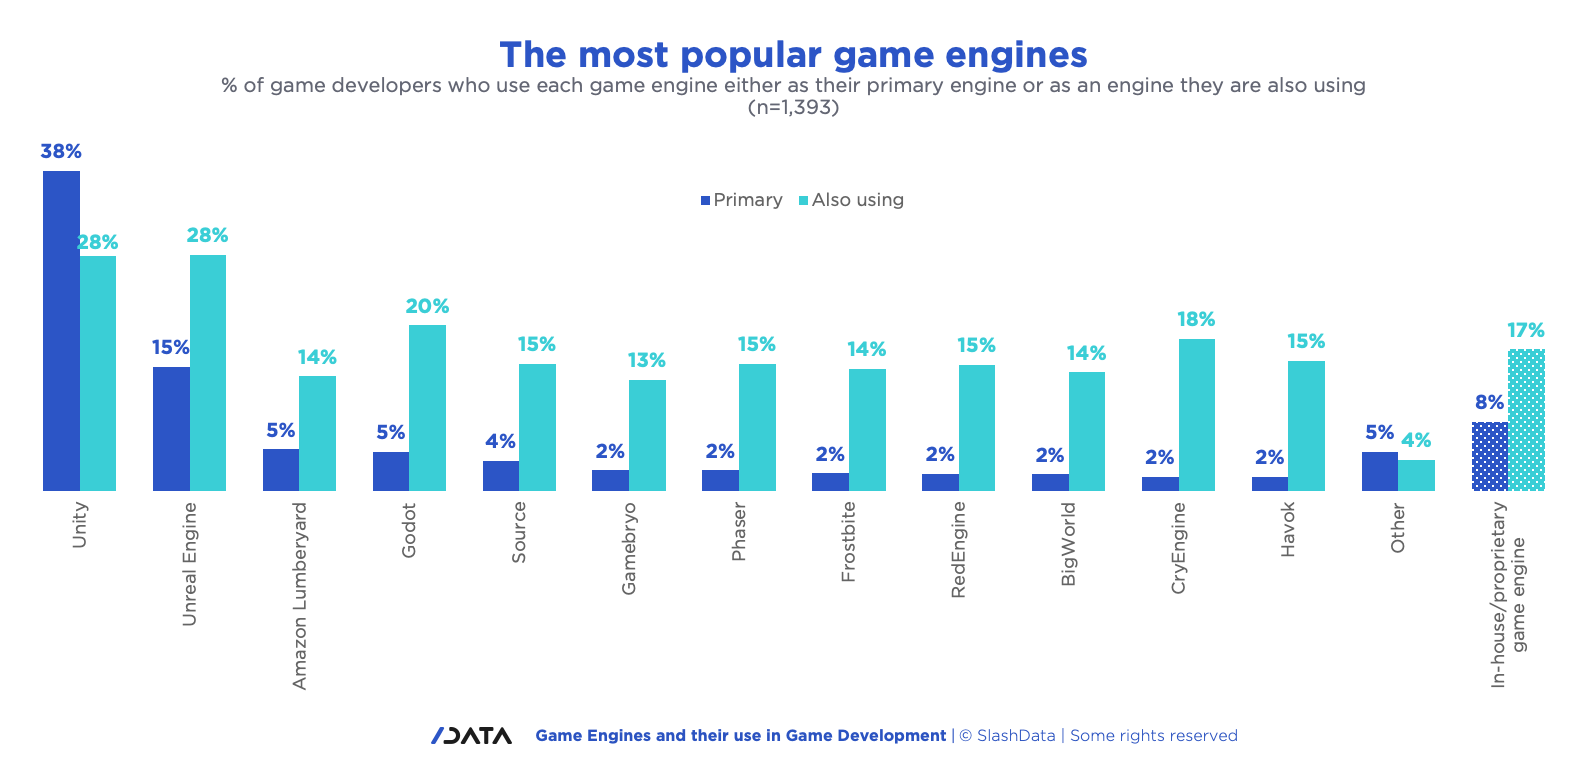 The most popular game engines
% of game developers who use each game engine either as their primary engine or as an engine they are also using
(n=1,393)
Primary
Also using
38%
28%
15%
28%
5%
14%
5%
20%
4%
15%
2%
13%
2%
15%
2%
14%
2%
15%
2%
14%
2%
18%
2%
15%
5%
4%
8%
17%
Unity
Unreal Engine
Amazon Lumberyard
Godot
Source
Gamebryo
Phaser
Frostbite
RedEngine
BigWorld
CryEngine
Havok
Other
In-house/proprietary
game engine
/DATA
Game Engines and their use in Game Development | © SlashData | Some rights reserved